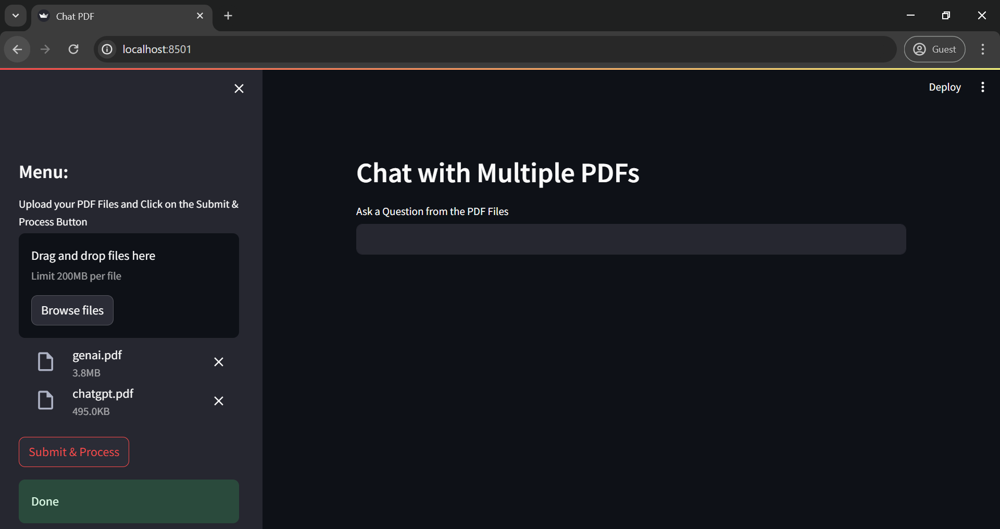 Chat PDF
localhost:8501
Guest
Deploy
Menu:
Upload your PDF Files and Click on the Submit &
Process Button
Drag and drop files here
Limit 200MB per file
Browse files
genai.pdf
3.8MB
chatgpt.pdf
495.0KB
Submit & Process
Done
Chat with Multiple PDFs
Ask a Question from the PDF Files